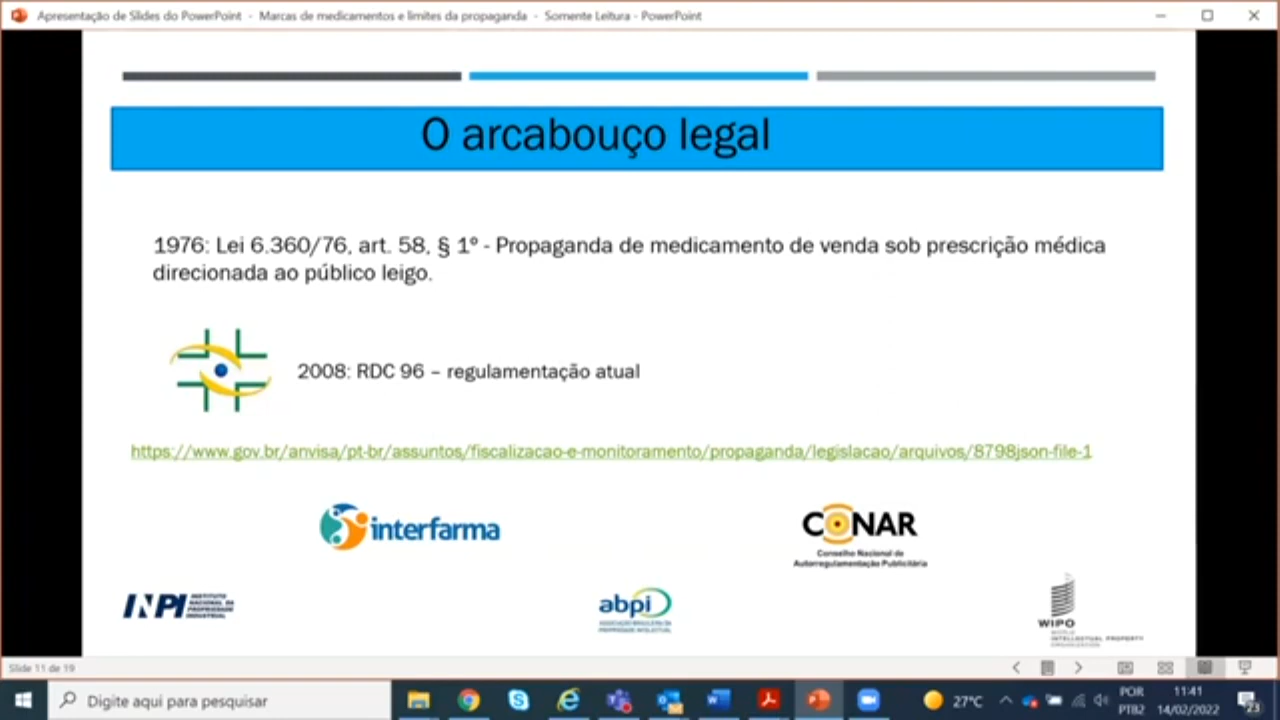 Apresentação de Slides do PowerPoint - Marcas de medicamentos e limites da propaganda - Somente Leitura - PowerPoint
O arcabouço legal
1976: Lei 6.360/76, art. 58, § 1º - Propaganda de medicamento de venda sob prescrição médica
direcionada ao público leigo.
2008: RDC 96 – regulamentação atual
https://www.gov.br/anvisa/pt-br/assuntos/fiscalizacao-e-monitoramento/propaganda/legislacao/arquivos/8798json-file-1
interfarma
CONAR
Conselho Nacional de
Autorregulamentação Publicitária
INPI
INSTITUTO
NACIONAL DA
PROPRIEDADE
INDUSTRIAL
abpi
ASSOCIAÇÃO BRASILEIRA DA
PROPRIEDADE INTELECTUAL
WIPO
WORLD
INTELLECTUAL PROPERTY
ORGANIZATION
Slide 11 de 19
Digite aqui para pesquisar
27°C
POR
PTB2
11:41
14/02/2022
23